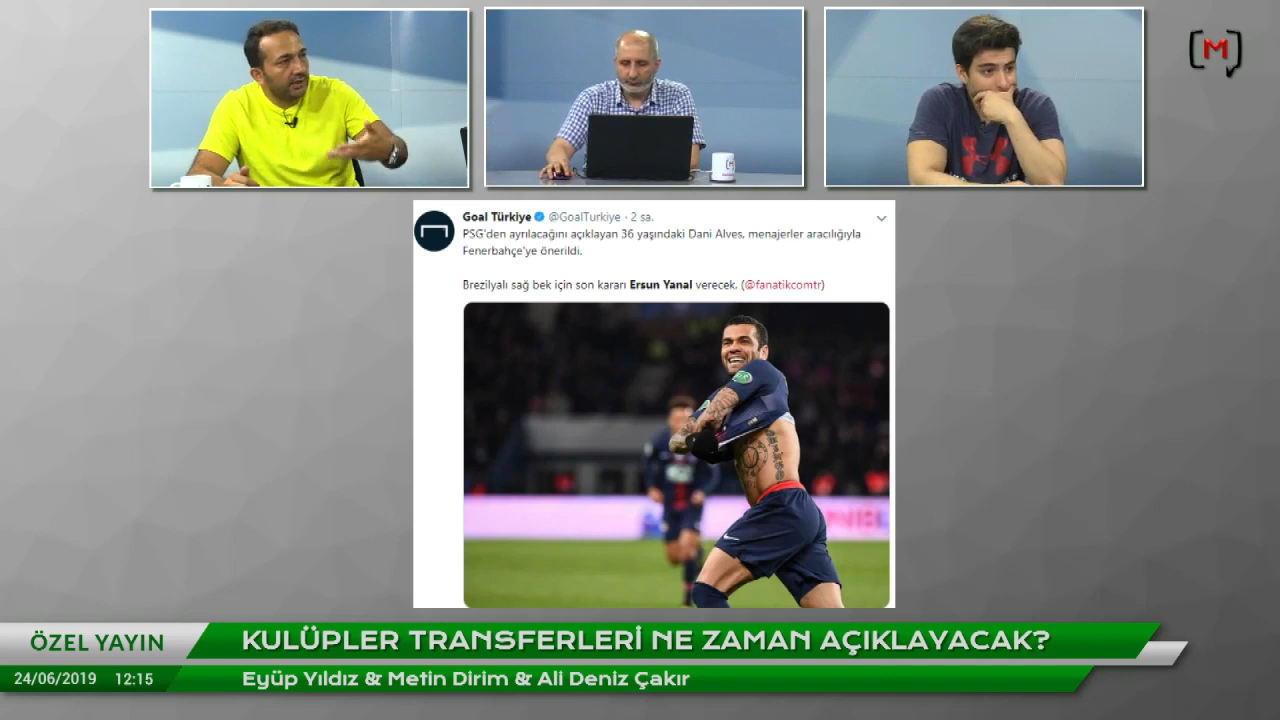 M
Goal Türkiye @GoalTurkiye · 2 sa.
PSG'den ayrılacağını açıklayan 36 yaşındaki Dani Alves, menajerler aracılığıyla
Fenerbahçe'ye önerildi.
Brezilyalı sağ bek için son kararı Ersun Yanal verecek. (@fanatikcomtr)
ÖZEL YAYIN
KULÜPLER TRANSFERLERİ NE ZAMAN AÇIKLAYACAK?
24/06/2019 12:15
Eyüp Yıldız & Metin Dirim & Ali Deniz Çakır